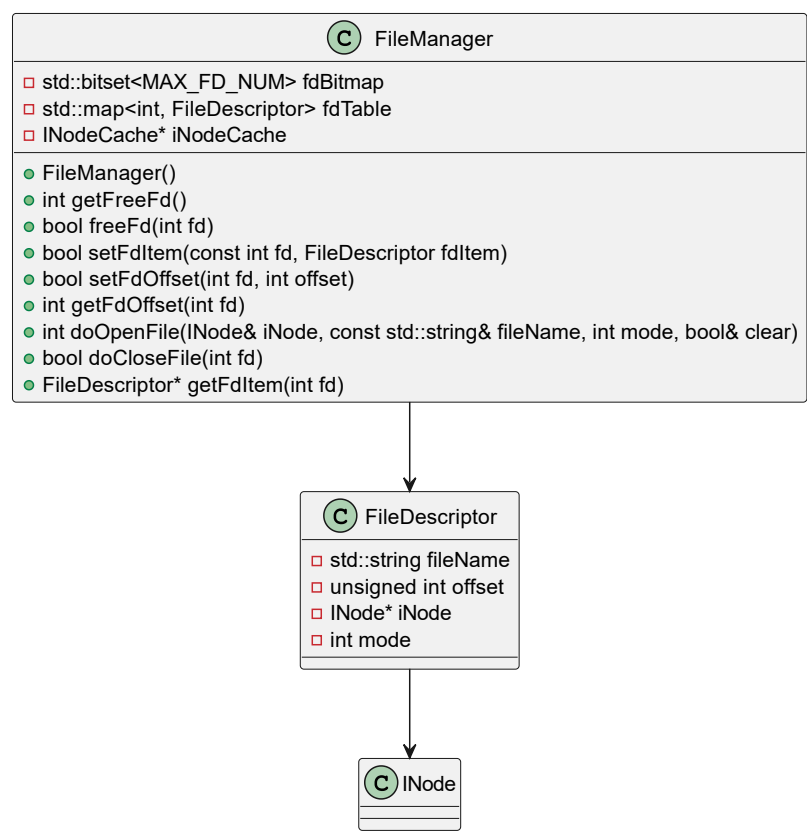 C FileManager
std::bitset<MAX_FD_NUM> fdBitmap
std::map<int, FileDescriptor> fdTable
INodeCache* iNodeCache
FileManager()
int getFreeFd()
bool freeFd(int fd)
bool setFdItem(const int fd, FileDescriptor fdItem)
bool setFdOffset(int fd, int offset)
int getFdOffset(int fd)
int doOpenFile(INode& iNode, const std::string& fileName, int mode, bool& clear)
bool doCloseFile(int fd)
FileDescriptor* getFdItem(int fd)
C FileDescriptor
std::string fileName
unsigned int offset
INode* iNode
int mode
C INode